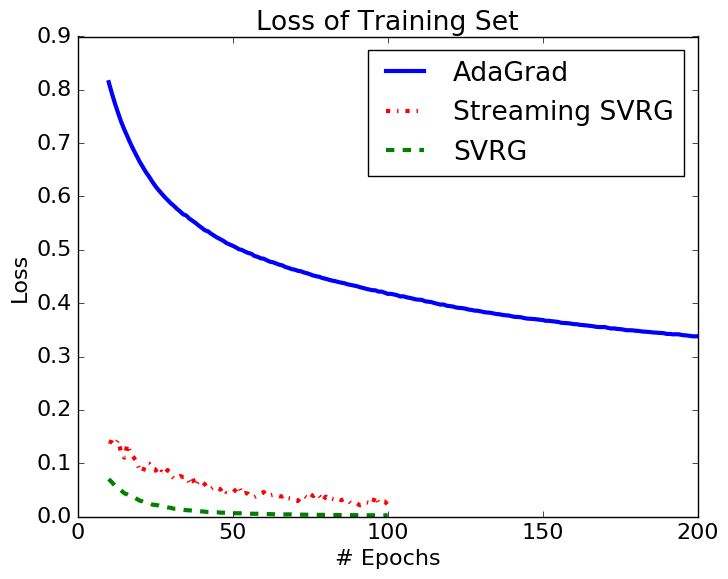 Loss of Training Set
0.9
0.8
0.7
0.6
0.5
0.4
0.3
0.2
0.1
0.0
Loss
AdaGrad
Streaming SVRG
SVRG
0 50 100 150 200
# Epochs